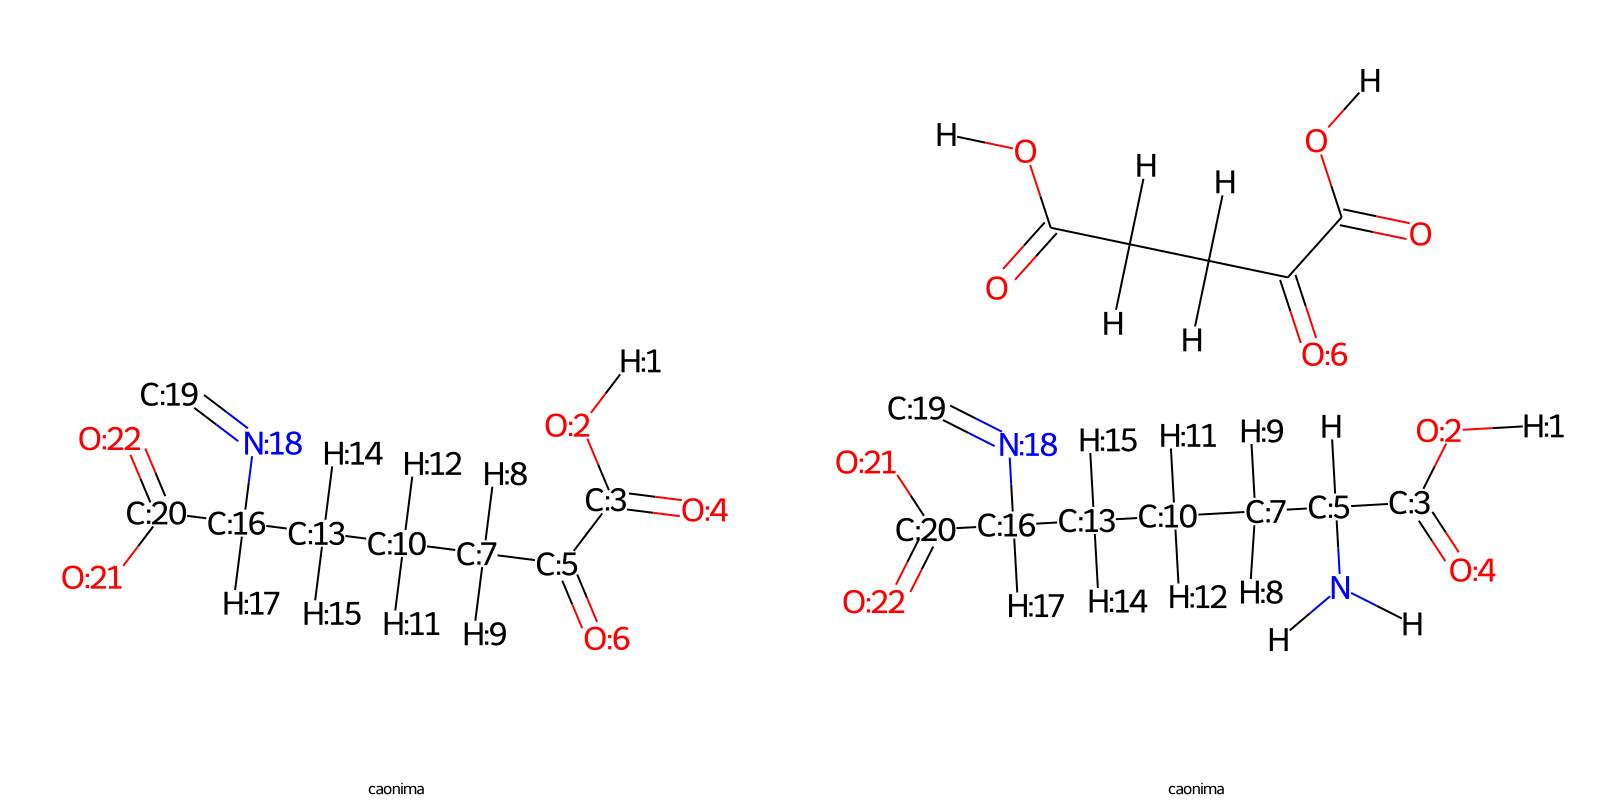 H
H O H H O
O O
H H O:6
H:1
C:19 N:18 H:14 H:12 H:8 O:2
O:22 C:20 C:16 C:13 C:10 C:7 C:5 C:3 O:4
O:21 H:17 H:15 H:11 H:9 O:6
C:19 N:18 H:15 H:11 H:9 H O:2 H:1
O:21 C:20 C:16 C:13 C:10 C:7 C:5 C:3 O:4
O:22 H:17 H:14 H:12 H:8 N H H
caonima
caonima